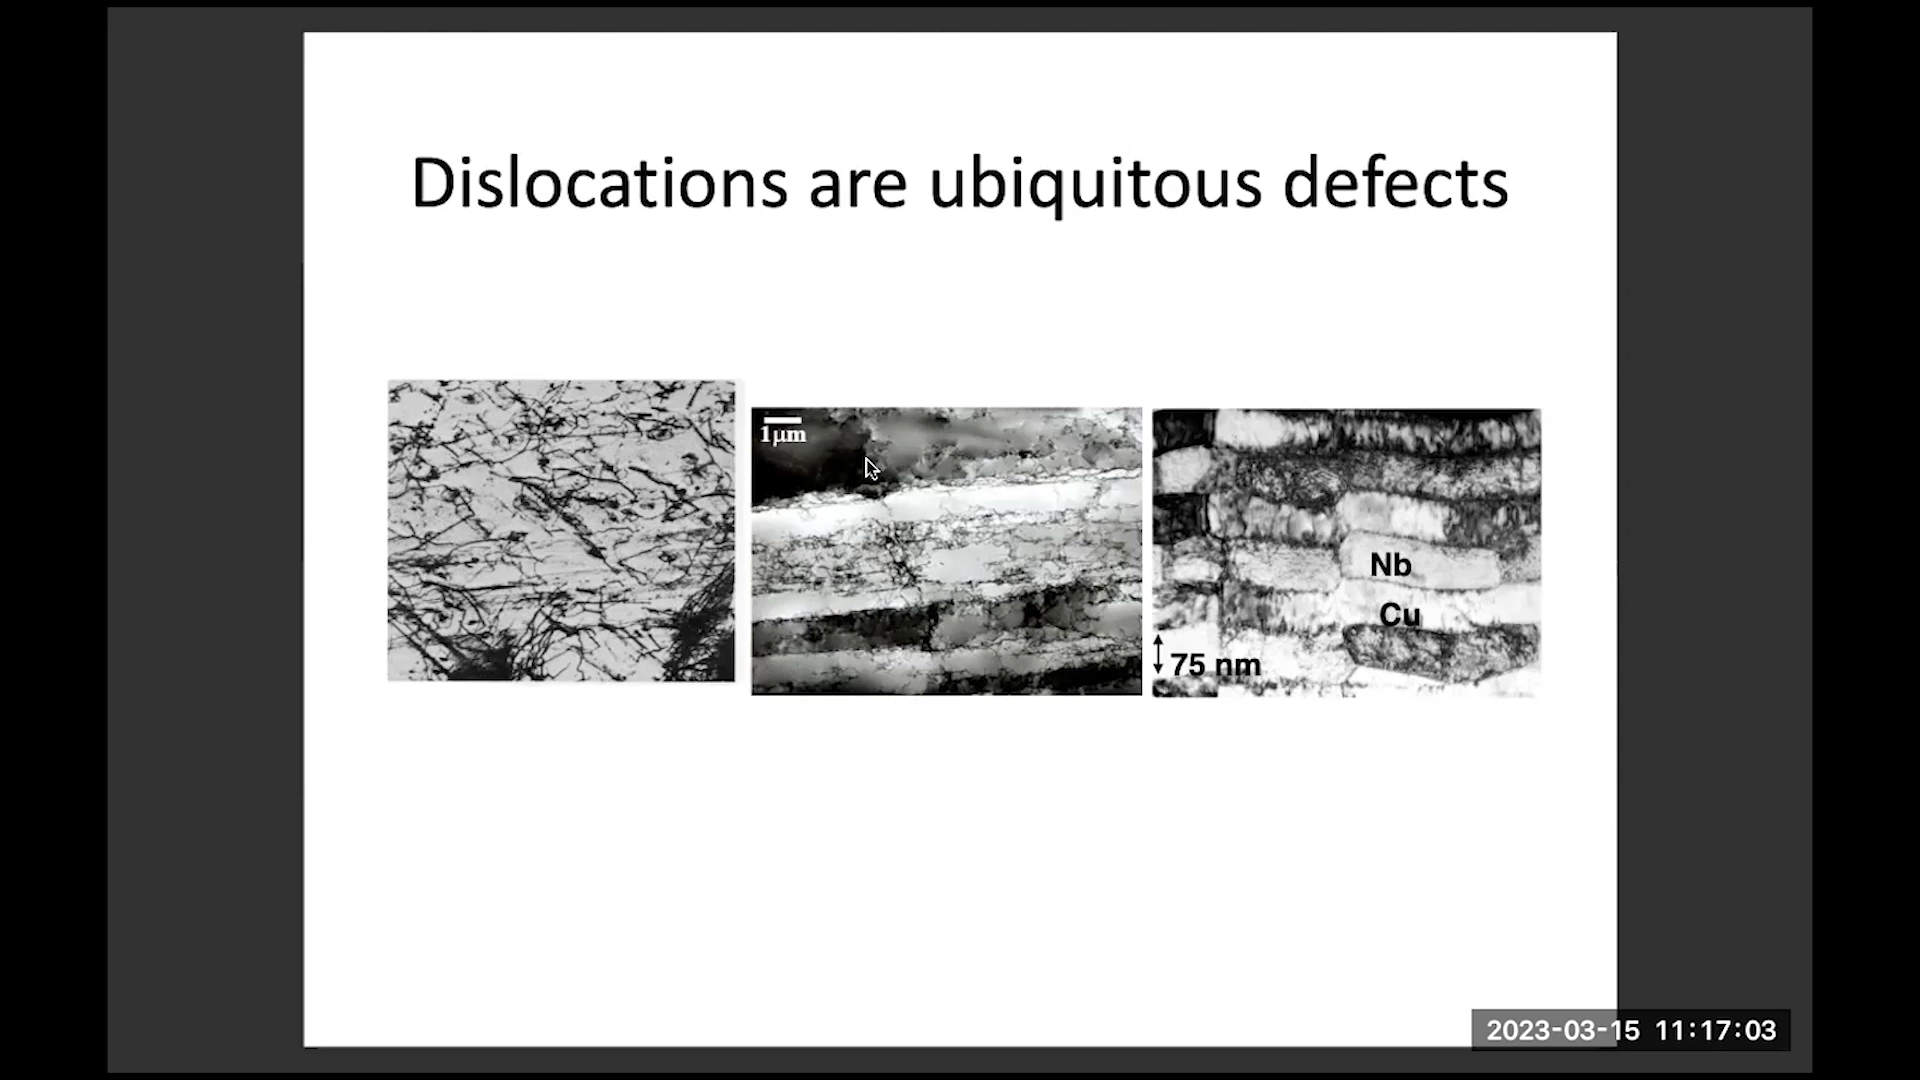 Dislocations are ubiquitous defects
1μm
Nb
Cu
75 nm
2023-03-15 11:17:03